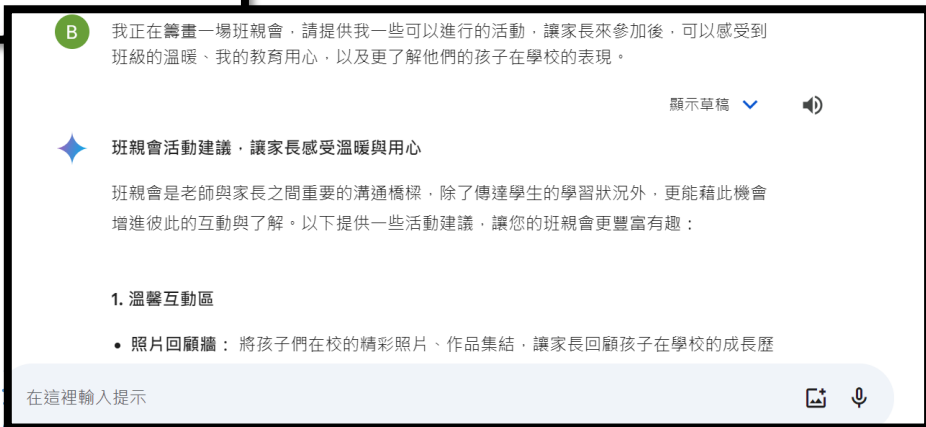 B
我正在籌畫一場班親會，請提供我一些可以進行的活動，讓家長來參加後，可以感受到
班級的溫暖、我的教育用心，以及更了解他們的孩子在學校的表現。
顯示草稿
班親會活動建議，讓家長感受溫暖與用心
班親會是老師與家長之間重要的溝通橋樑，除了傳達學生的學習狀況外，更能藉此機會
增進彼此的互動與了解。以下提供一些活動建議，讓您的班親會更豐富有趣：
1. 溫馨互動區
• 照片回顧牆： 將孩子們在校的精彩照片、作品集結，讓家長回顧孩子在學校的成長歷
在這裡輸入提示